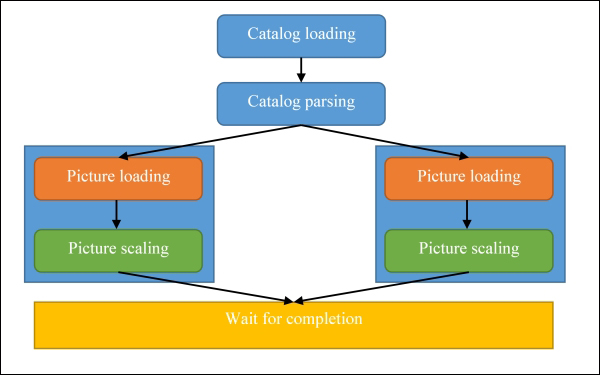 Catalog loading
Catalog parsing
Picture loading
Picture loading
Picture scaling
Picture scaling
Wait for completion